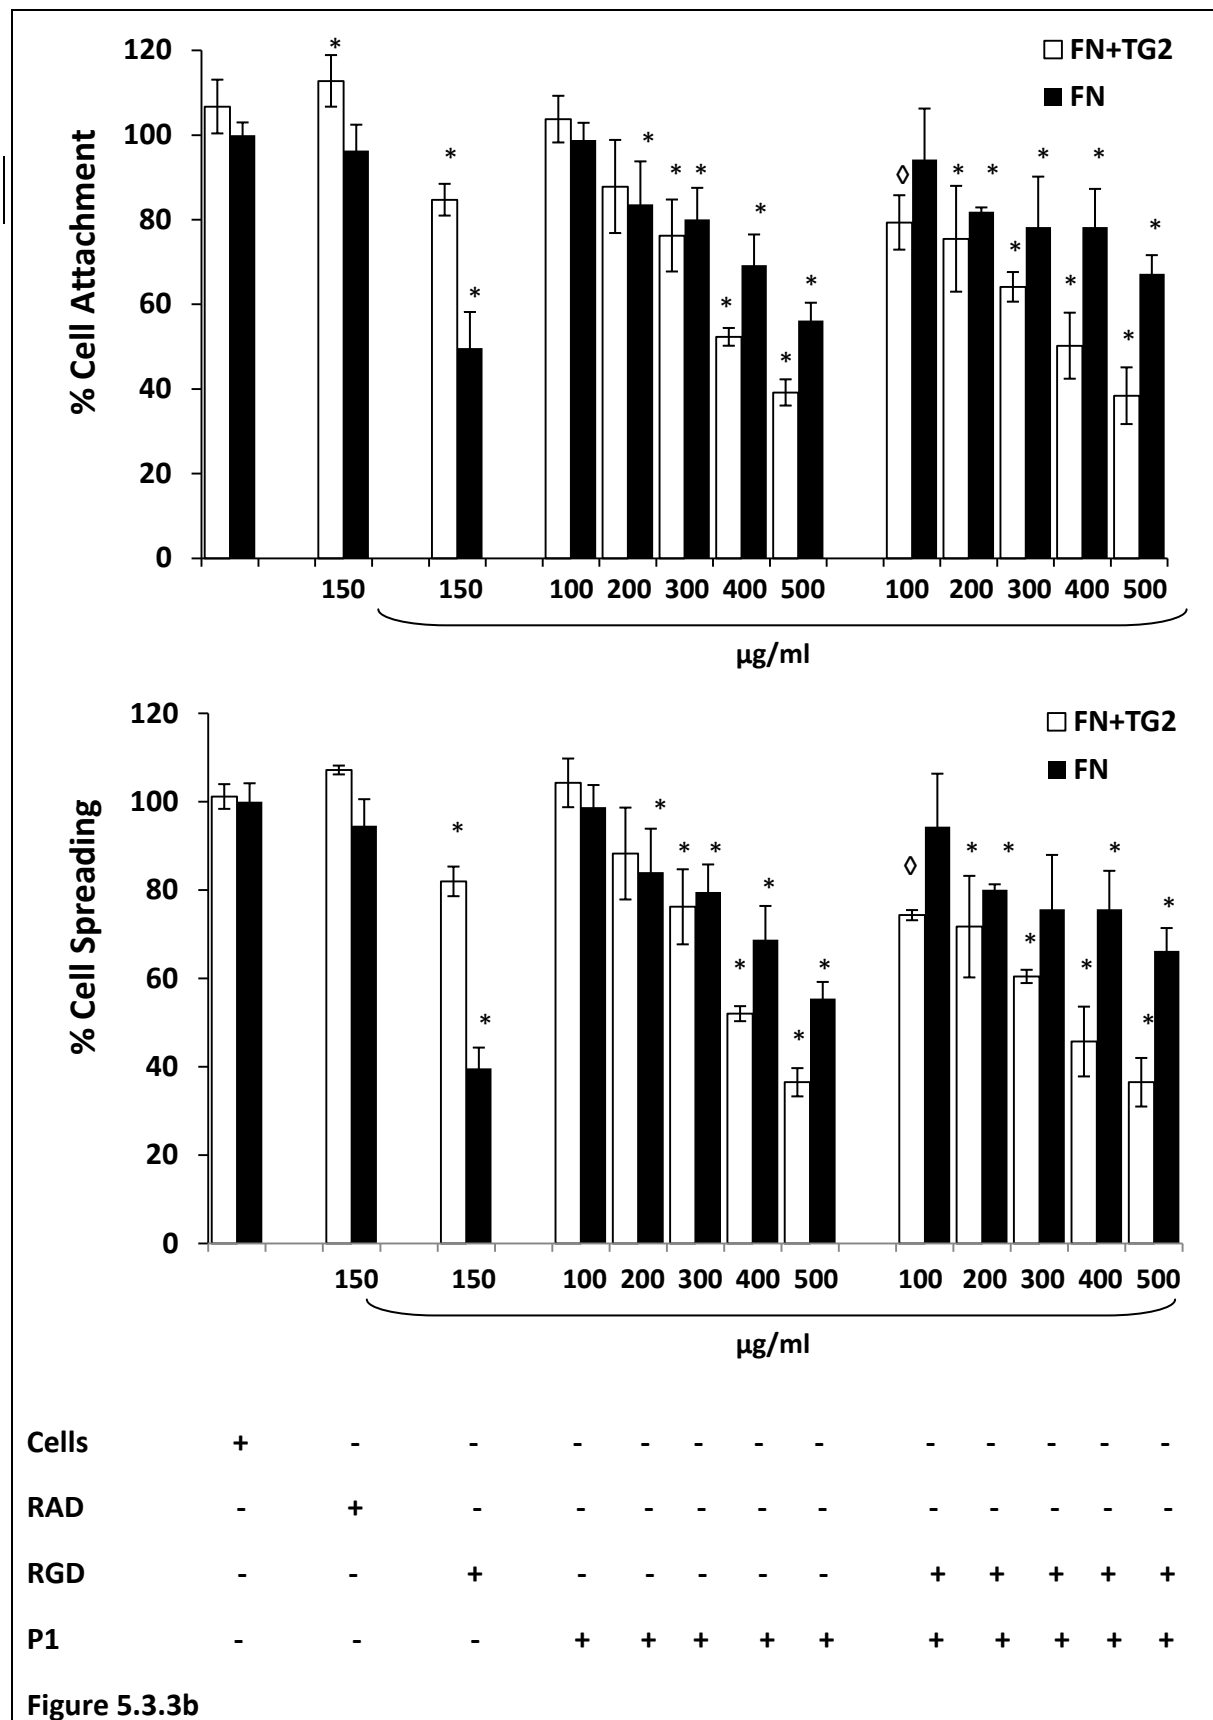 120
100
80
60
40
20
0
% Cell Attachment
FN+TG2
FN
* * * * * * * * * ◊ * * * * * * * * *
150 150 100 200 300 400 500 100 200 300 400 500
µg/ml
120
100
80
60
40
20
0
% Cell Spreading
FN+TG2
FN
* * * * * * * * * ◊ * * * * * * *
150 150 100 200 300 400 500 100 200 300 400 500
µg/ml
Cells + - - - - - - - - - - - -
RAD - + - - - - - - - - - - -
RGD - - + - - - - - + + + + +
P1 - - - + + + + + + + + + +
Figure 5.3.3b